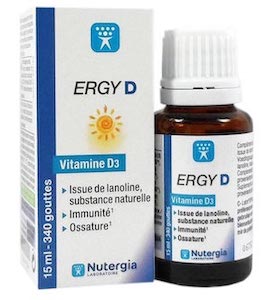 ERGY D
Vitamine D3
Issue de lanoline,
substance naturelle
Immunité¹
Ossature¹
Nutergia
LABORATOIRE
15 ml - 340 gouttes
ERGY D
Vitamine D3
Issue de lanoline,
substance naturelle
Immunité¹
Ossature¹
Nutergia
LABORATOIRE